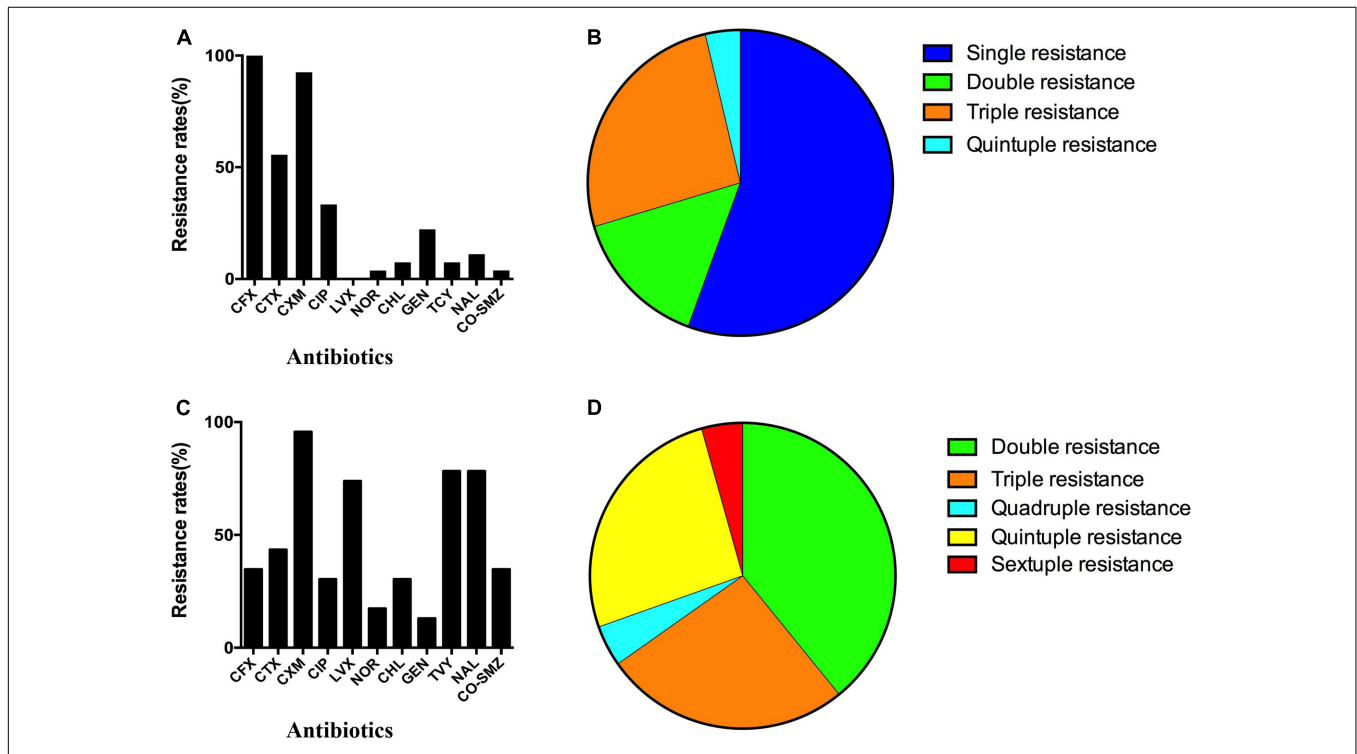 A
100
50
0
Resistance rates(%)
CFX
CTX
CXM
CIP
LVX
NOR
CHL
GEN
TCY
NAL
CO-SMZ
Antibiotics
B
Single resistance
Double resistance
Triple resistance
Quintuple resistance
C
100
50
0
Resistance rates(%)
CFX
CTX
CXM
CIP
LVX
NOR
CHL
GEN
TVY
NAL
CO-SMZ
Antibiotics
D
Double resistance
Triple resistance
Quadruple resistance
Quintuple resistance
Sextuple resistance